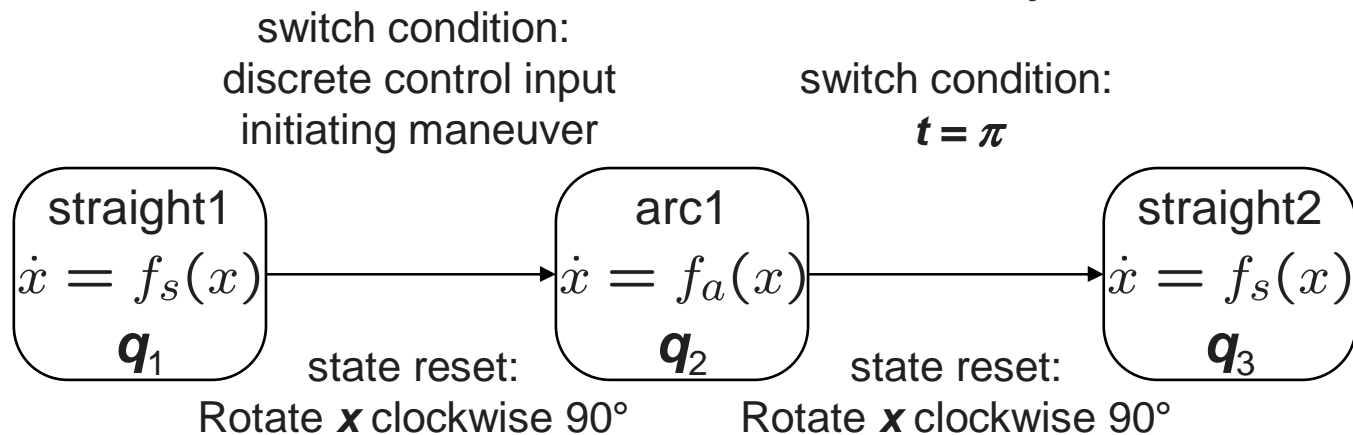 switch condition:
discrete control input
initiating maneuver
switch condition:
t = π
straight1
ẋ = f_s(x)
q₁
arc1
ẋ = f_a(x)
q₂
straight2
ẋ = f_s(x)
q₃
state reset:
Rotate x clockwise 90°
state reset:
Rotate x clockwise 90°